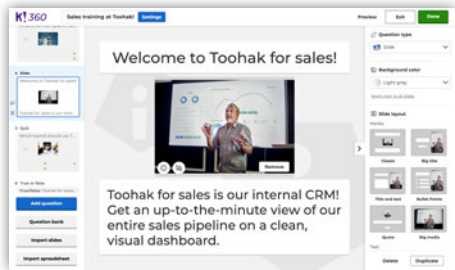 K! 360
Sales training at Toohak!
Settings
Preview
Exit
Done
Slide
Quiz
True or false
Add question
Question bank
Import slides
Import spreadsheet
Welcome to Toohak for sales!
Remove
Toohak for sales is our internal CRM!
Get an up-to-the-minute view of our
entire sales pipeline on a clean,
visual dashboard.
Question type
Slide
Background color
Light gray
Slide layout
Media
Classic
Big title
Title and text
Bullet Points
Quote
Big media
Text
Delete
Duplicate